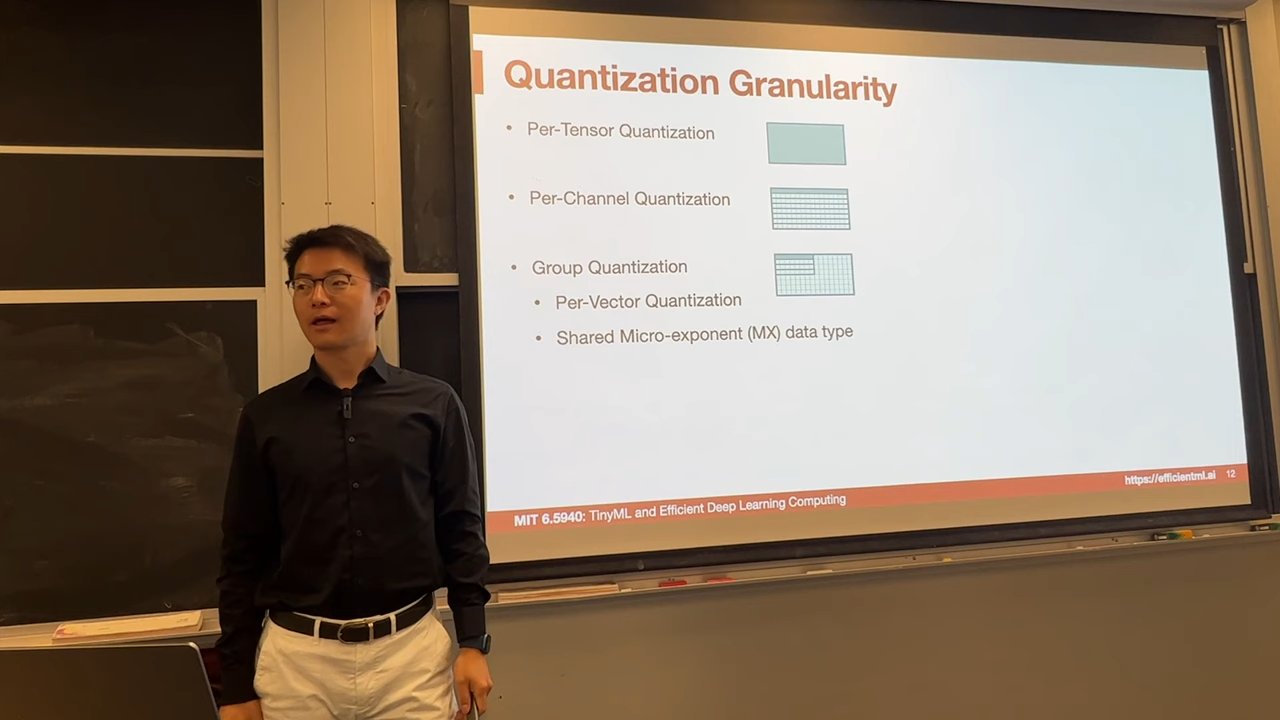 Quantization Granularity
• Per-Tensor Quantization
• Per-Channel Quantization
• Group Quantization
• Per-Vector Quantization
• Shared Micro-exponent (MX) data type
MIT 6.5940: TinyML and Efficient Deep Learning Computing
https://efficientml.ai 12